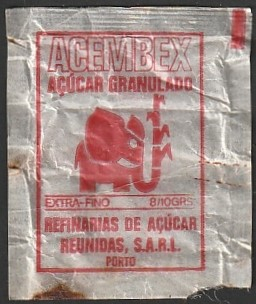 ACEMBEX
AÇÚCAR GRANULADO
EXTRA-FINO 8/10GRS
REFINARIAS DE AÇÚCAR
REUNIDAS, S.A.R.L.
PORTO